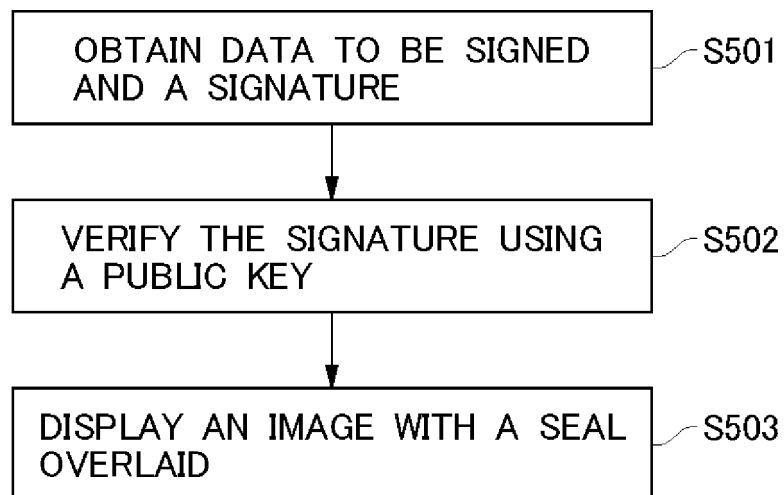 OBTAIN DATA TO BE SIGNED
AND A SIGNATURE
S501
VERIFY THE SIGNATURE USING
A PUBLIC KEY
S502
DISPLAY AN IMAGE WITH A SEAL
OVERLAID
S503